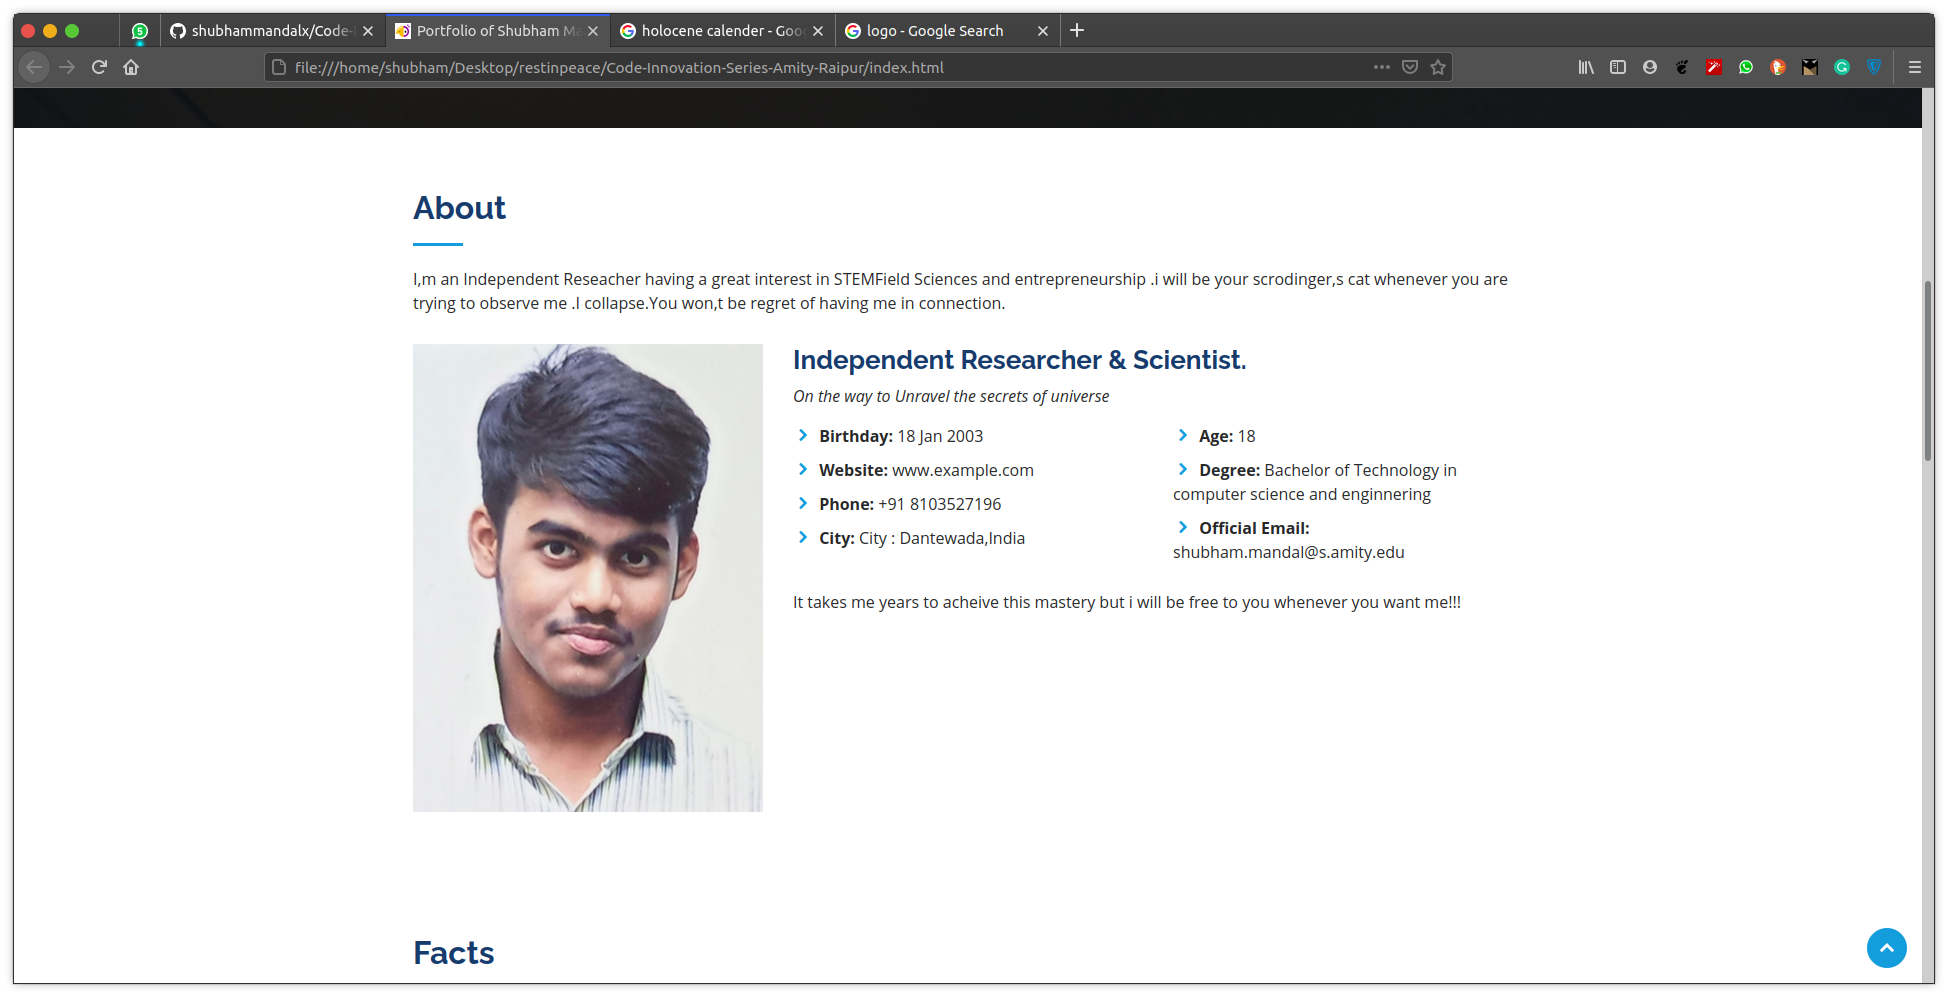 5
shubhammandalx/Code-
Portfolio of Shubham Ma
holocene calender - Goo
logo - Google Search
file:///home/shubham/Desktop/restinpeace/Code-Innovation-Series-Amity-Raipur/index.html
About
I,m an Independent Reseacher having a great interest in STEMField Sciences and entrepreneurship .i will be your scrodinger,s cat whenever you are
trying to observe me .I collapse.You won,t be regret of having me in connection.
Independent Researcher & Scientist.
On the way to Unravel the secrets of universe
Birthday: 18 Jan 2003
Website: www.example.com
Phone: +91 8103527196
City: City : Dantewada,India
Age: 18
Degree: Bachelor of Technology in
computer science and enginnering
Official Email:
shubham.mandal@s.amity.edu
It takes me years to acheive this mastery but i will be free to you whenever you want me!!!
Facts